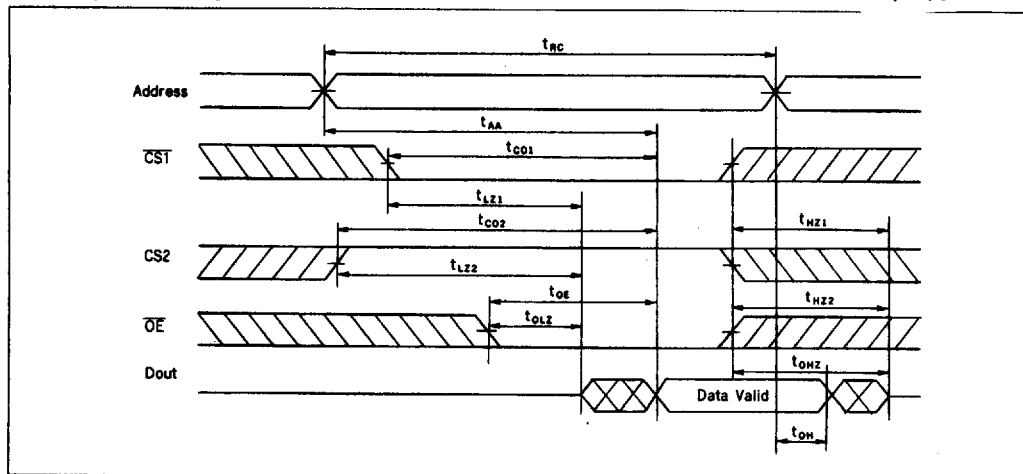 tRC
Address
tAA
CS1
tCO1
tLZ1
tCO2
tHZ1
CS2
tLZ2
tOE
tHZ2
OE
tOLZ
tOHZ
Dout
Data Valid
tOH